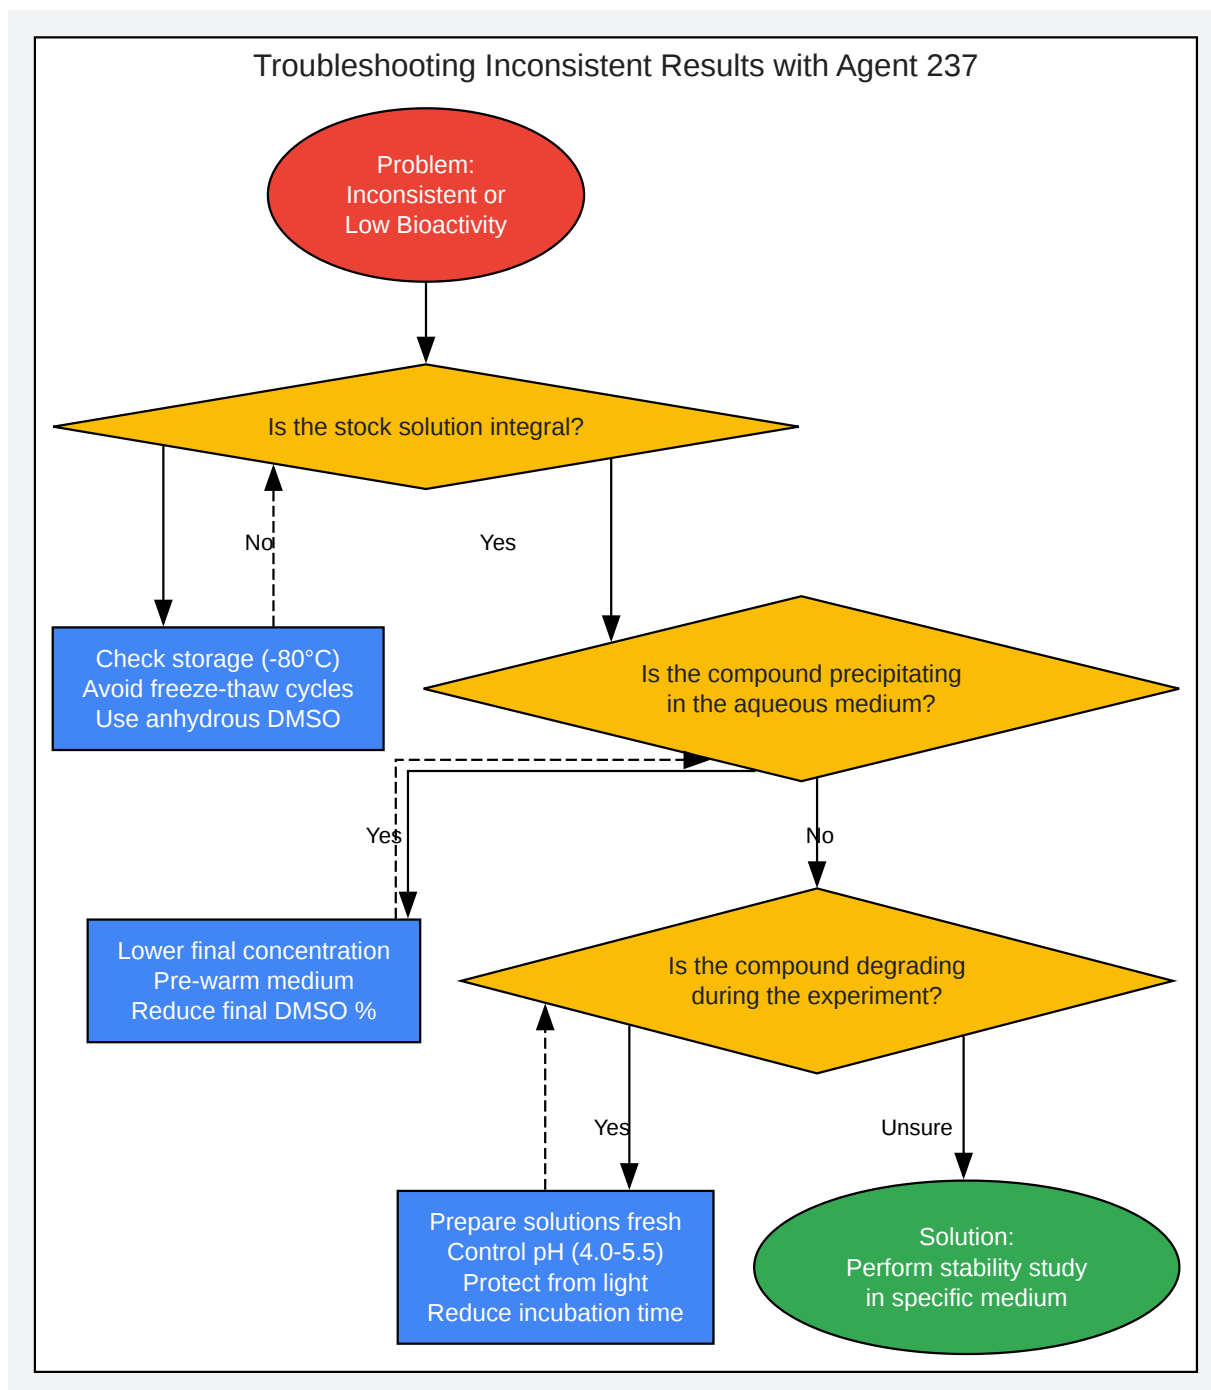 Troubleshooting Inconsistent Results with Agent 237
Problem:
Inconsistent or
Low Bioactivity
Is the stock solution integral?
No
Yes
Check storage (-80°C)
Avoid freeze-thaw cycles
Use anhydrous DMSO
Is the compound precipitating
in the aqueous medium?
Yes
No
Lower final concentration
Pre-warm medium
Reduce final DMSO %
Is the compound degrading
during the experiment?
Yes
Unsure
Prepare solutions fresh
Control pH (4.0-5.5)
Protect from light
Reduce incubation time
Solution:
Perform stability study
in specific medium